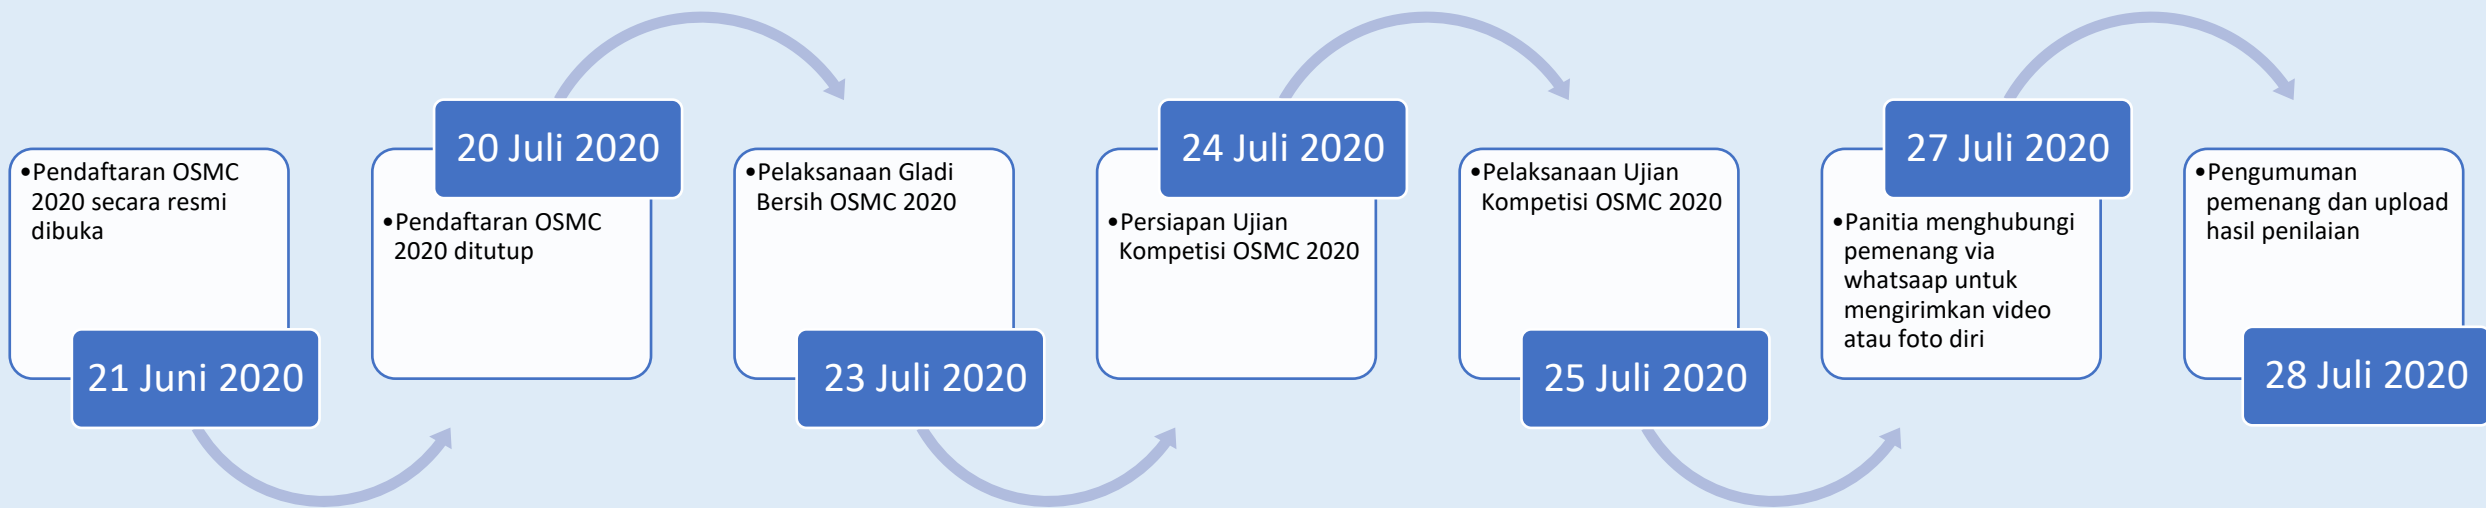 •Pendaftaran OSMC
2020 secara resmi
dibuka
21 Juni 2020
20 Juli 2020
•Pendaftaran OSMC
2020 ditutup
•Pelaksanaan Gladi
Bersih OSMC 2020
23 Juli 2020
24 Juli 2020
•Persiapan Ujian
Kompetisi OSMC 2020
•Pelaksanaan Ujian
Kompetisi OSMC 2020
25 Juli 2020
27 Juli 2020
•Panitia menghubungi
pemenang via
whatsaap untuk
mengirimkan video
atau foto diri
•Pengumuman
pemenang dan upload
hasil penilaian
28 Juli 2020